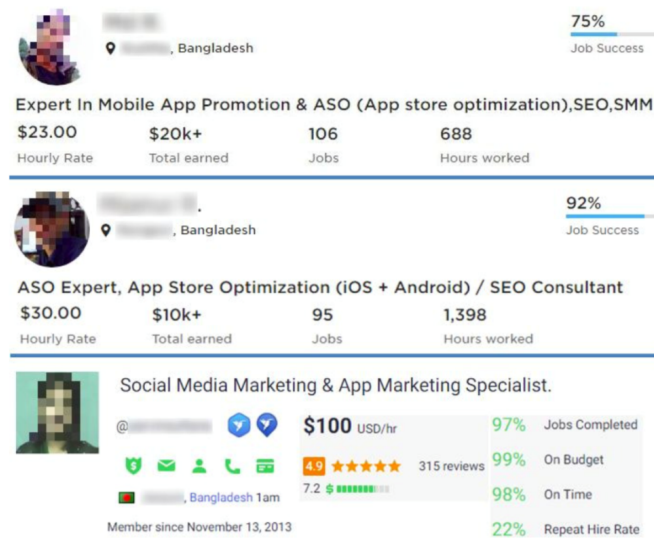 75%
, Bangladesh
Job Success
Expert In Mobile App Promotion & ASO (App store optimization),SEO,SMM
$23.00 $20k+ 106 688
Hourly Rate Total earned Jobs Hours worked
92%
, Bangladesh
Job Success
ASO Expert, App Store Optimization (iOS + Android) / SEO Consultant
$30.00 $10k+ 95 1,398
Hourly Rate Total earned Jobs Hours worked
Social Media Marketing & App Marketing Specialist.
@ $100 USD/hr 97% Jobs Completed
4.9 315 reviews 99% On Budget
7.2 $ 98% On Time
, Bangladesh 1am
Member since November 13, 2013 22% Repeat Hire Rate